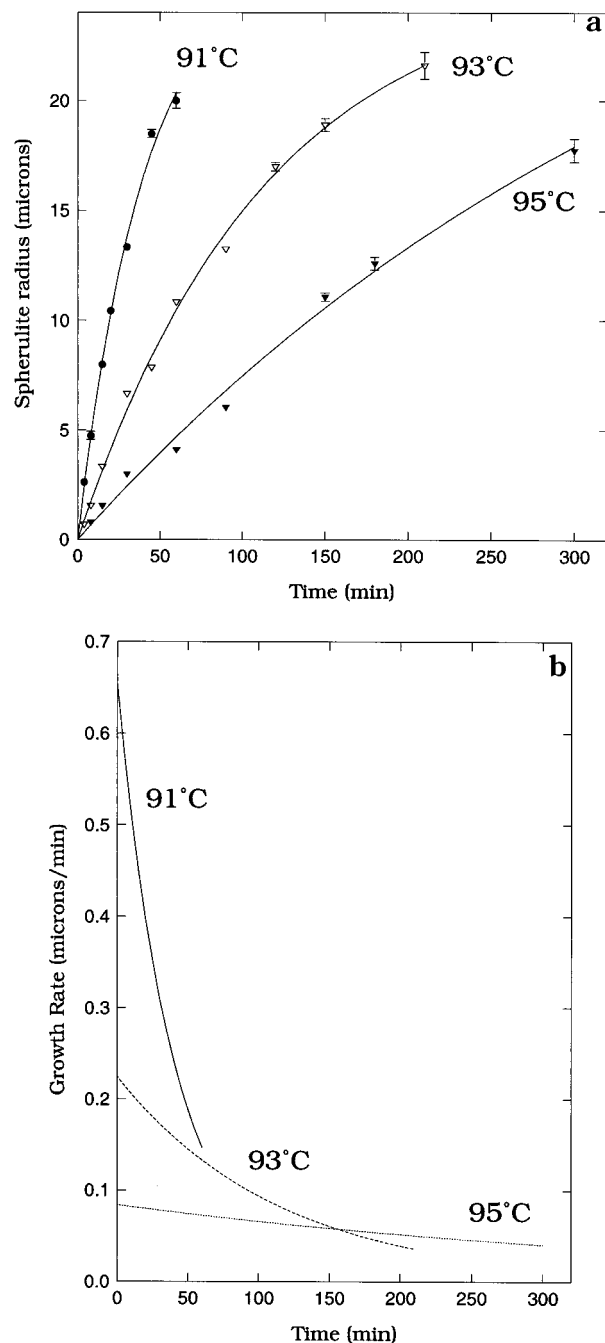 a
91°C
93°C
95°C
20
15
10
5
0
Spherulite radius (microns)
0 50 100 150 200 250 300
Time (min)
b
0.7
0.6
0.5
0.4
0.3
0.2
0.1
0.0
Growth Rate (microns/min)
91°C
93°C
95°C
0 50 100 150 200 250 300
Time (min)